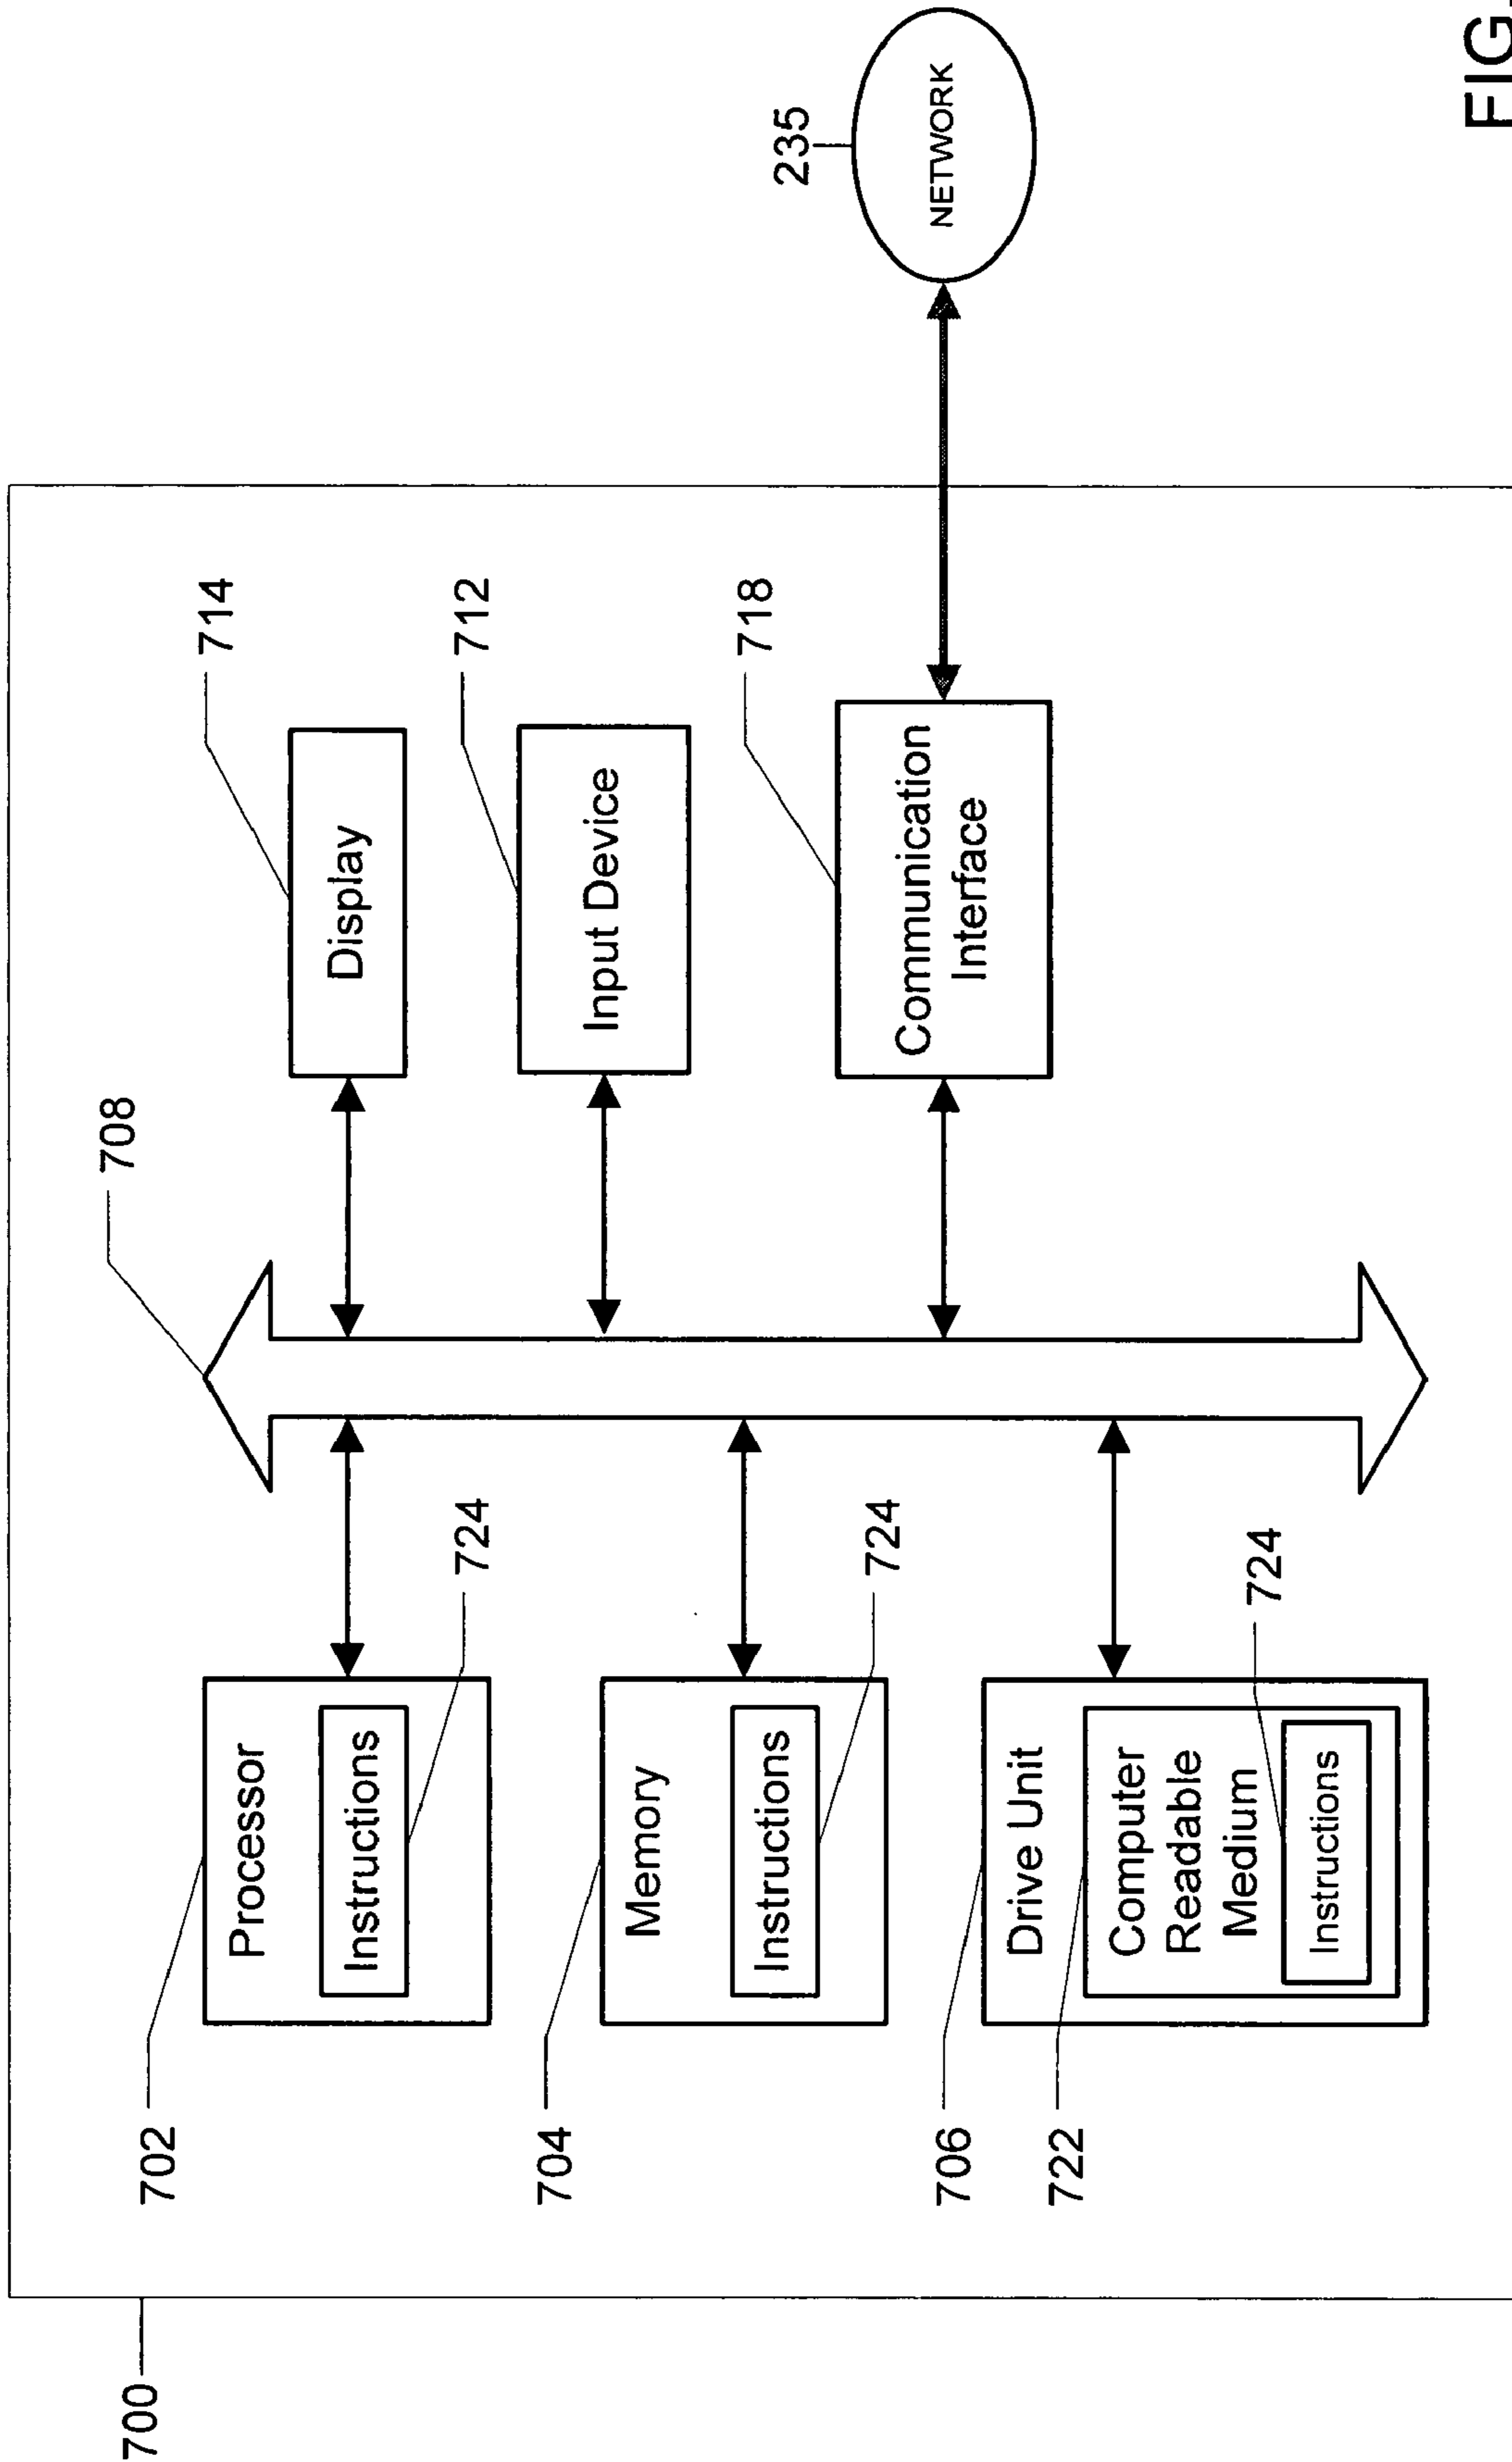 700
708
702
Processor
Instructions
724
714
Display
704
Memory
Instructions
724
712
Input Device
706
722
Drive Unit
Computer
Readable
Medium
Instructions
724
718
Communication
Interface
235
NETWORK
FIG.